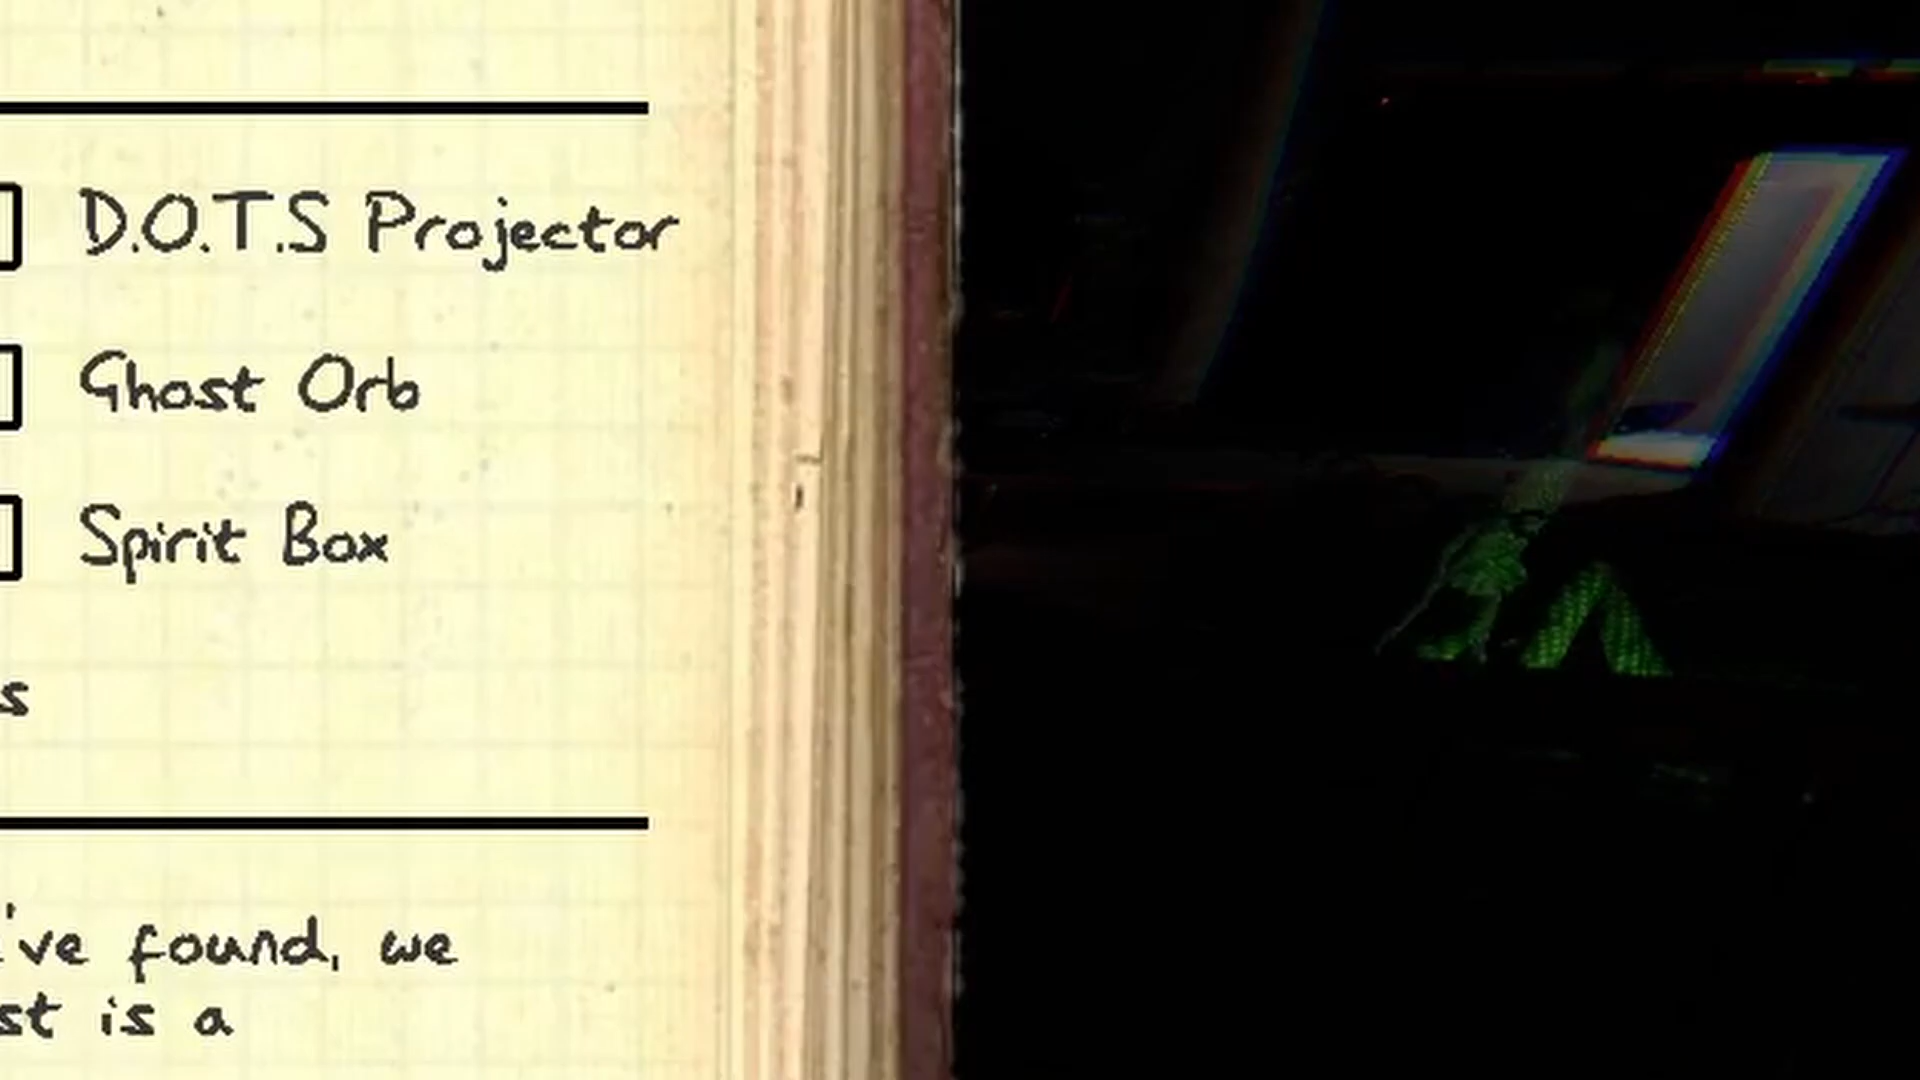 D.O.T.S Projector
Ghost Orb
Spirit Box
s
've found, we
st is a